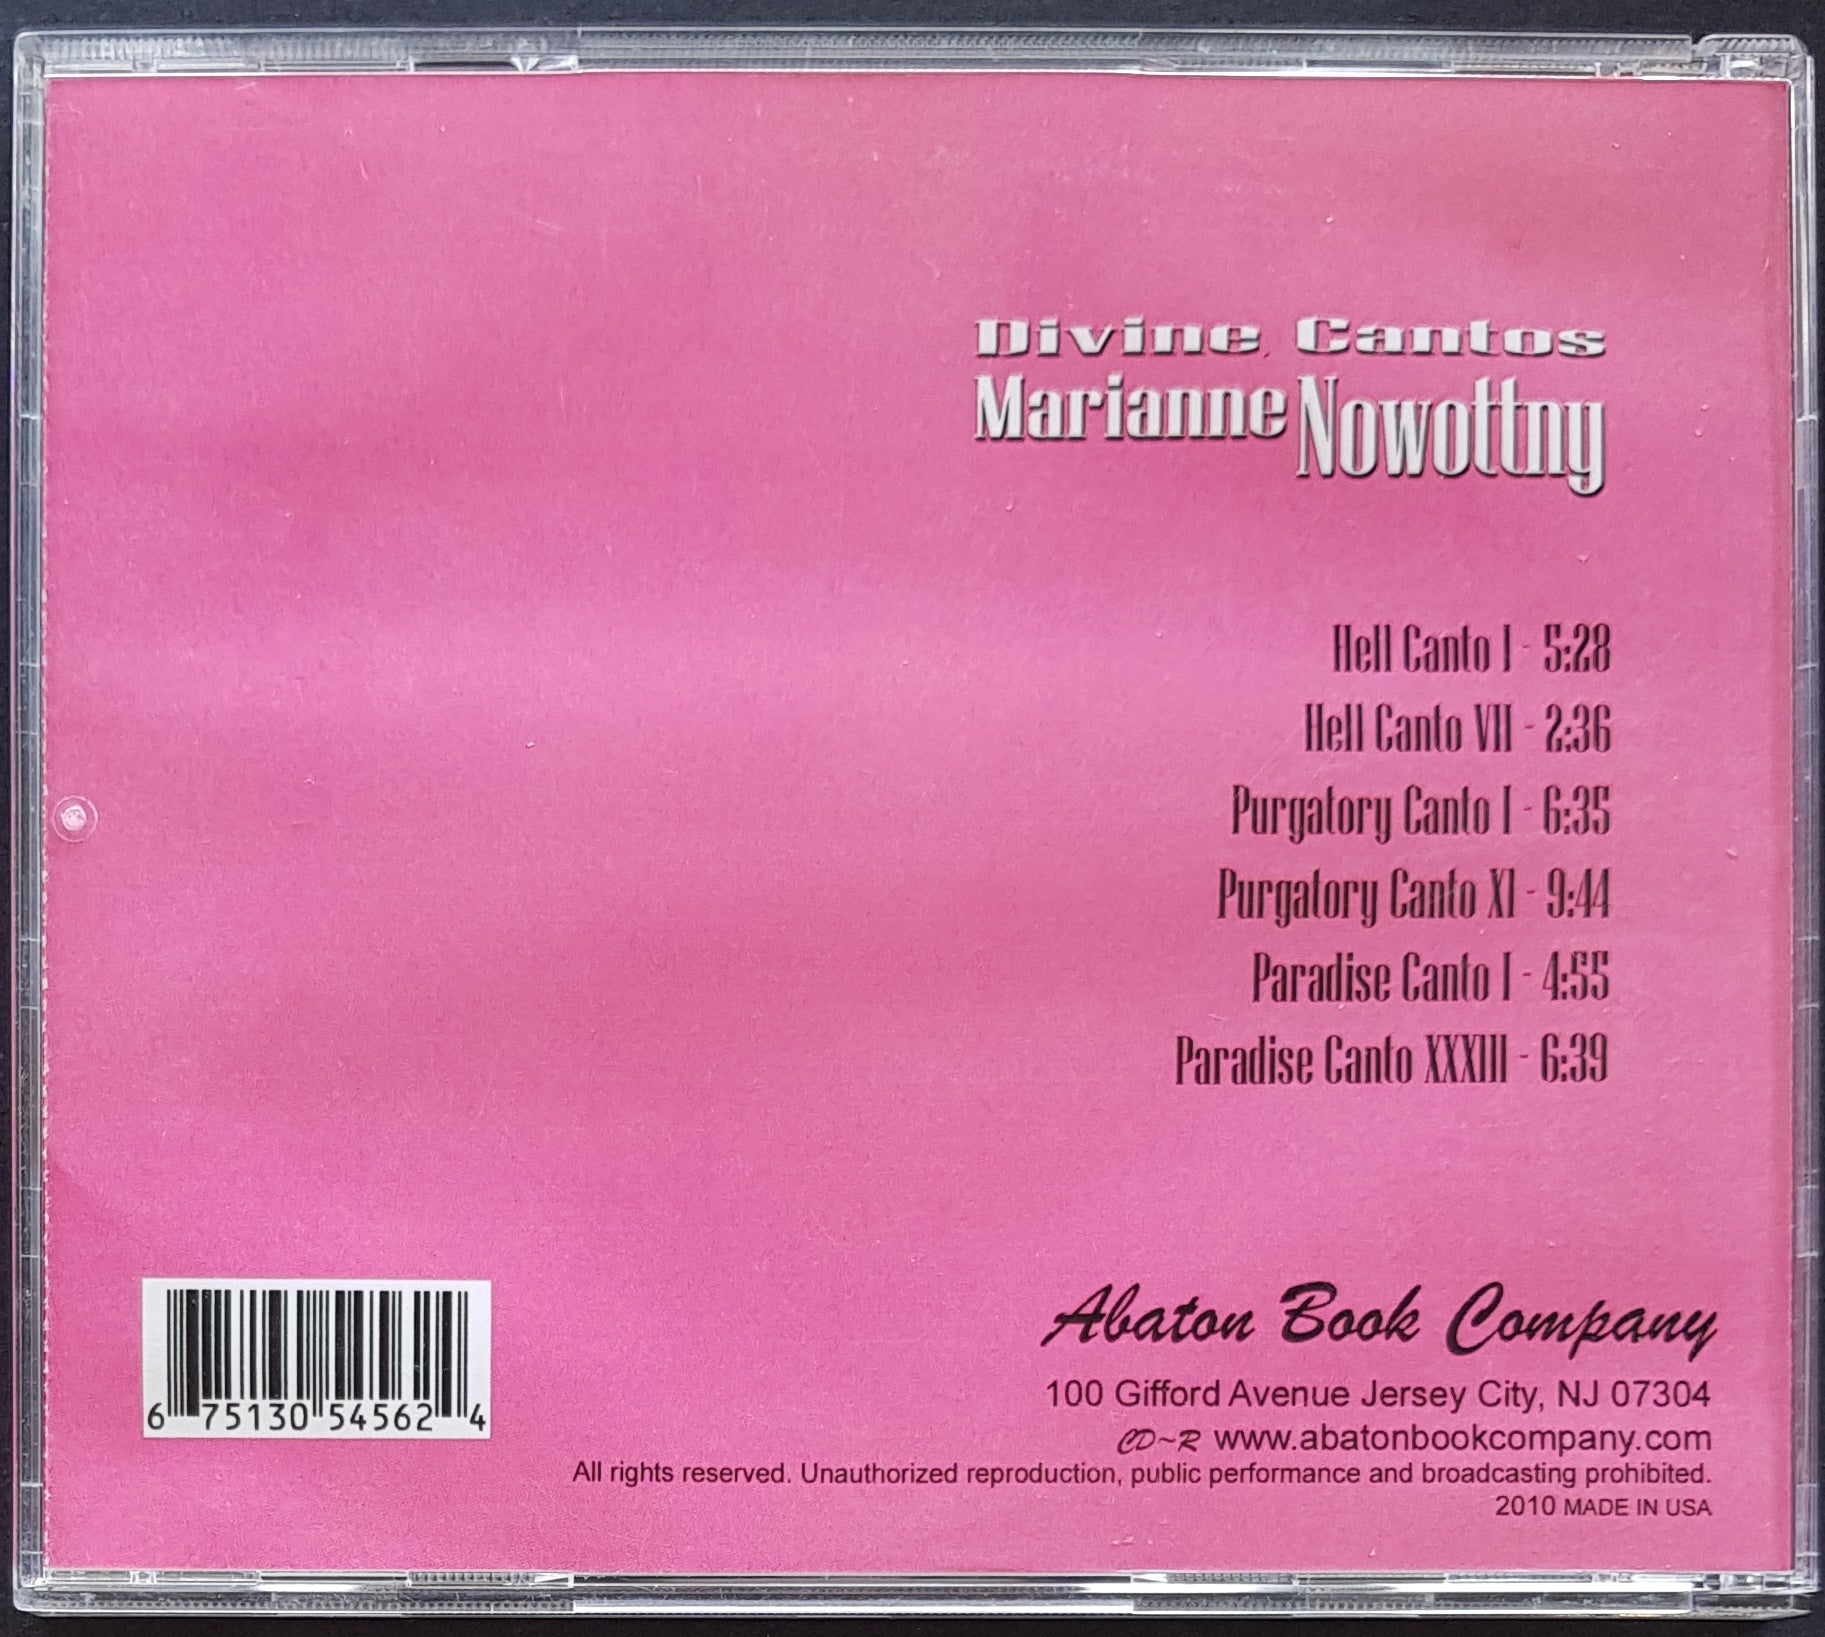 Divine Cantos
Marianne Nowottny
Hell Canto I - 5:28
Hell Canto VII - 2:36
Purgatory Canto I - 6:35
Purgatory Canto XI - 9:44
Paradise Canto I - 4:55
Paradise Canto XXXIII - 6:39
6 75130 54562 4
Abaton Book Company
100 Gifford Avenue Jersey City, NJ 07304
CD~R www.abatonbookcompany.com
All rights reserved. Unauthorized reproduction, public performance and broadcasting prohibited.
2010 MADE IN USA